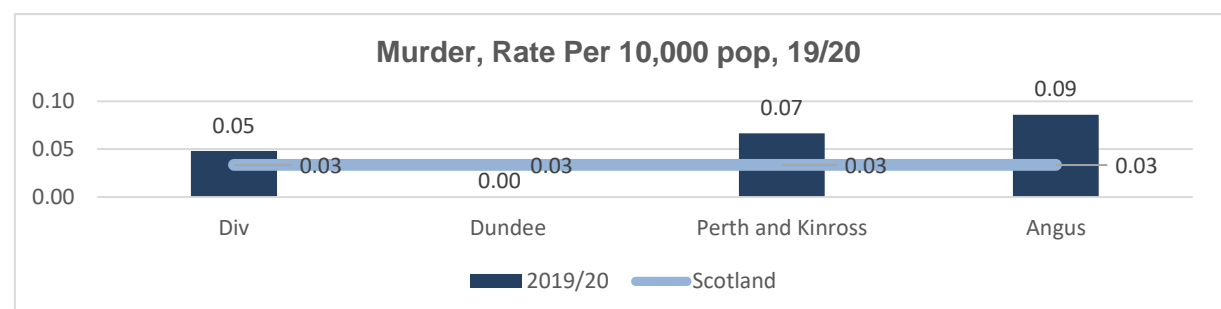 Murder, Rate Per 10,000 pop, 19/20
0.10
0.05
0.00
0.05
0.00
0.07
0.09
0.03
0.03
0.03
0.03
Div
Dundee
Perth and Kinross
Angus
2019/20
Scotland